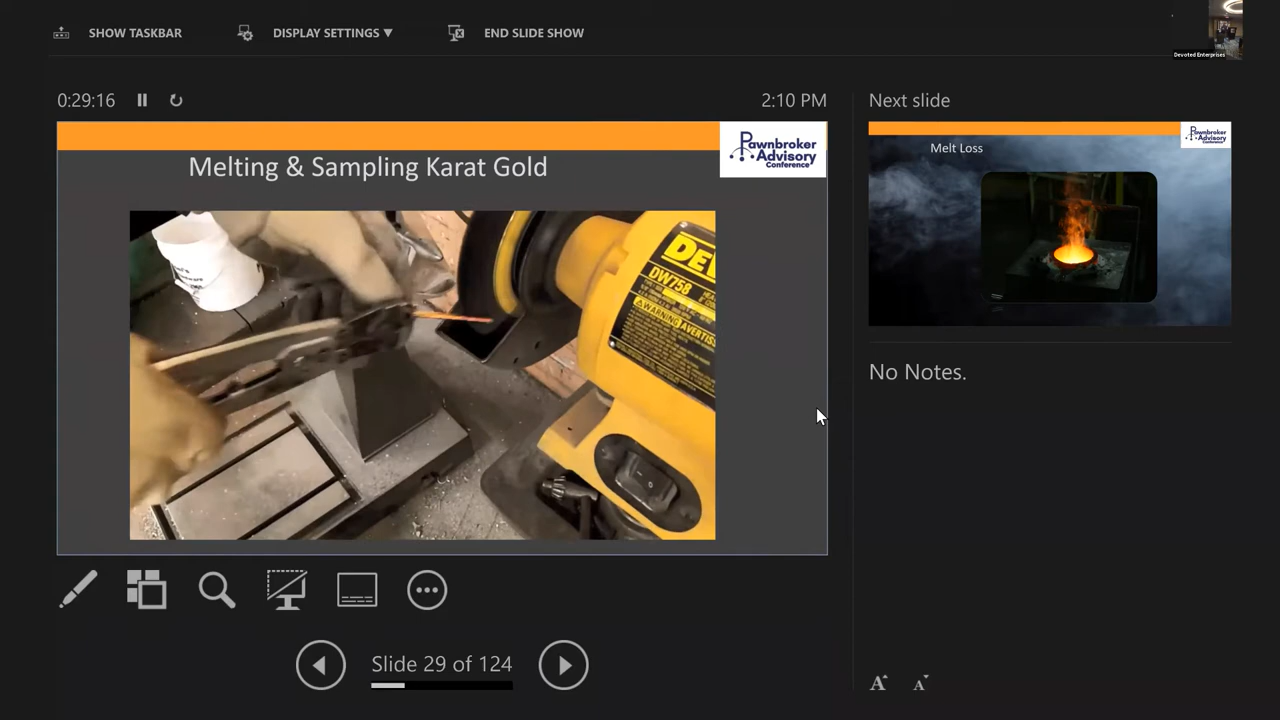 SHOW TASKBAR
DISPLAY SETTINGS ▼
END SLIDE SHOW
Devoted Enterprises
0:29:16
2:10 PM
Next slide
Melting & Sampling Karat Gold
Pawnbroker
Advisory
Conference
Melt Loss
Pawnbroker
Advisory
Conference
DW758
WARNING
No Notes.
Slide 29 of 124